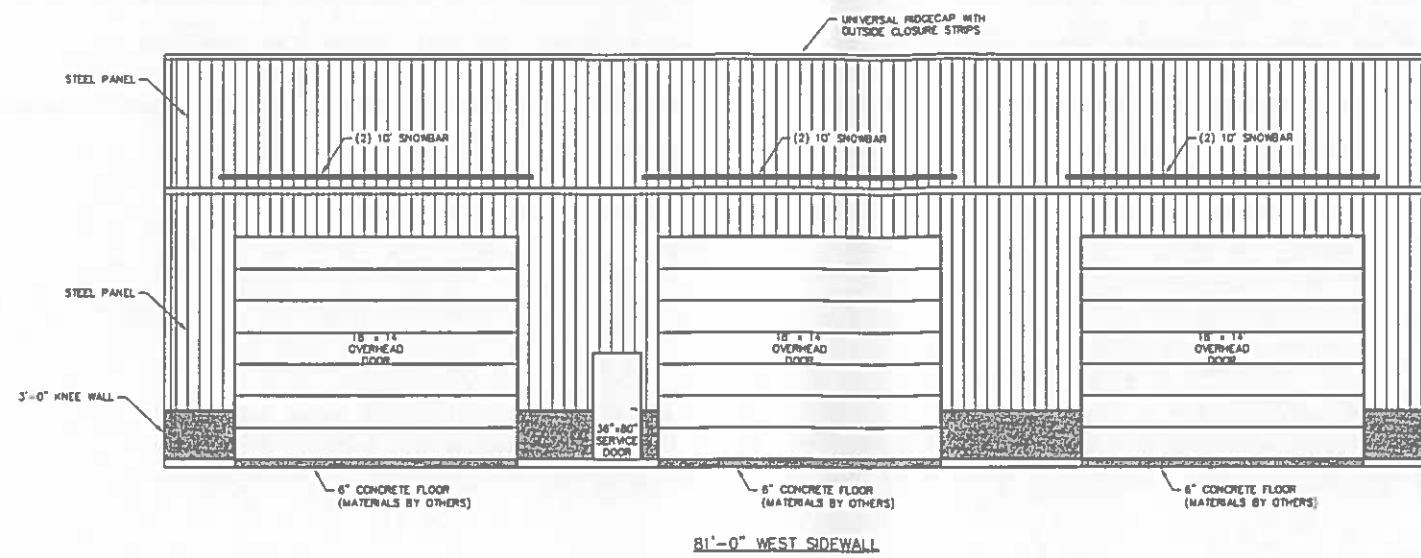 UNIVERSAL RIDGECAP WITH
OUTSIDE CLOSURE STRIPS
STEEL PANEL
(2) 10' SNOWBAR
(2) 10' SNOWBAR
(2) 10' SNOWBAR
STEEL PANEL
18' x 14'
OVERHEAD
DOOR
18' x 14'
OVERHEAD
DOOR
18' x 14'
OVERHEAD
DOOR
3'-0" KNEE WALL
36"x80"
SERVICE
DOOR
6" CONCRETE FLOOR
(MATERIALS BY OTHERS)
6" CONCRETE FLOOR
(MATERIALS BY OTHERS)
6" CONCRETE FLOOR
(MATERIALS BY OTHERS)
81'-0" WEST SIDEWALL